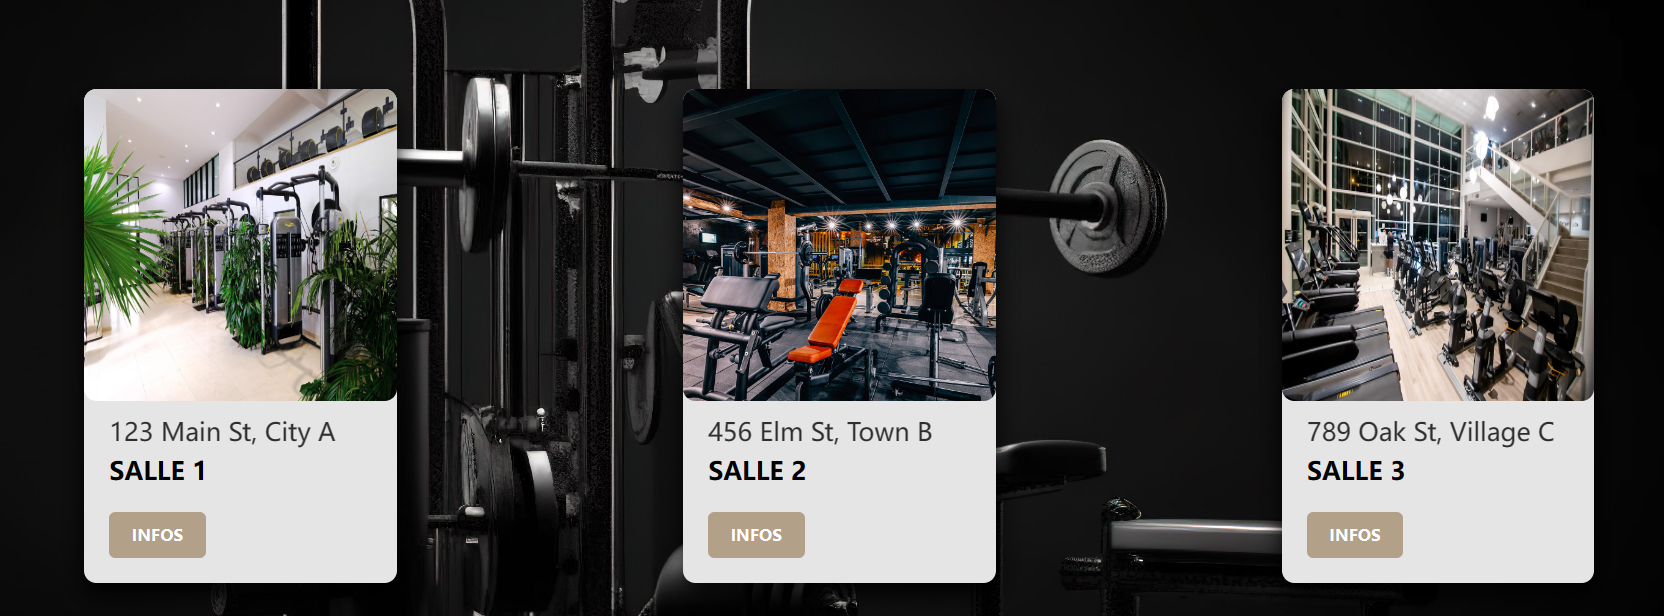 123 Main St, City A
SALLE 1
INFOS
456 Elm St, Town B
SALLE 2
INFOS
789 Oak St, Village C
SALLE 3
INFOS